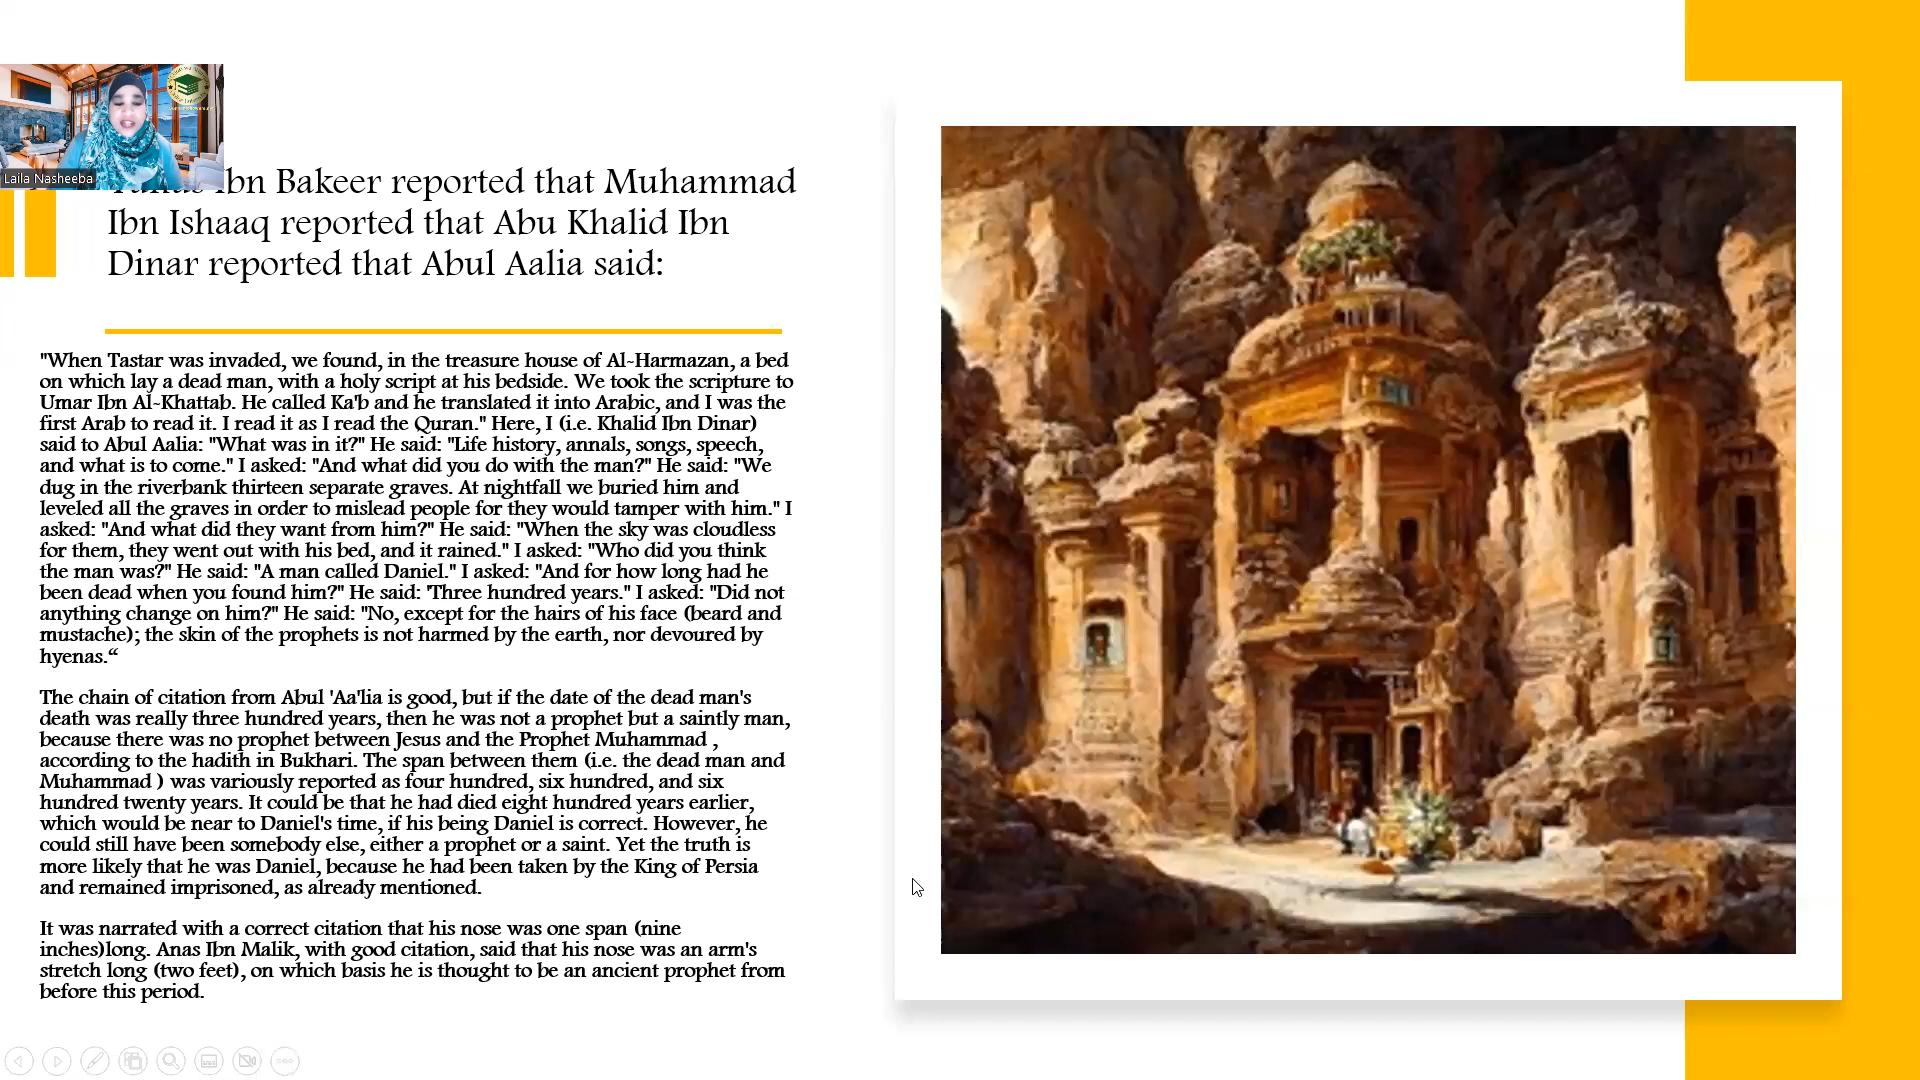 Laila Nasheeba
Ibn Bakeer reported that Muhammad
Ibn Ishaaq reported that Abu Khalid Ibn
Dinar reported that Abul Aalia said:
"When Tastar was invaded, we found, in the treasure house of Al-Harmazan, a bed
on which lay a dead man, with a holy script at his bedside. We took the scripture to
Umar Ibn Al-Khattab. He called Ka'b and he translated it into Arabic, and I was the
first Arab to read it. I read it as I read the Quran." Here, I (i.e. Khalid Ibn Dinar)
said to Abul Aalia: "What was in it?" He said: "Life history, annals, songs, speech,
and what is to come." I asked: "And what did you do with the man?" He said: "We
dug in the riverbank thirteen separate graves. At nightfall we buried him and
leveled all the graves in order to mislead people for they would tamper with him." I
asked: "And what did they want from him?" He said: "When the sky was cloudless
for them, they went out with his bed, and it rained." I asked: "Who did you think
the man was?" He said: "A man called Daniel." I asked: "And for how long had he
been dead when you found him?" He said: 'Three hundred years." I asked: "Did not
anything change on him?" He said: "No, except for the hairs of his face (beard and
mustache); the skin of the prophets is not harmed by the earth, nor devoured by
hyenas.“
The chain of citation from Abul 'Aa'lia is good, but if the date of the dead man's
death was really three hundred years, then he was not a prophet but a saintly man,
because there was no prophet between Jesus and the Prophet Muhammad ,
according to the hadith in Bukhari. The span between them (i.e. the dead man and
Muhammad ) was variously reported as four hundred, six hundred, and six
hundred twenty years. It could be that he had died eight hundred years earlier,
which would be near to Daniel's time, if his being Daniel is correct. However, he
could still have been somebody else, either a prophet or a saint. Yet the truth is
more likely that he was Daniel, because he had been taken by the King of Persia
and remained imprisoned, as already mentioned.
It was narrated with a correct citation that his nose was one span (nine
inches)long. Anas Ibn Malik, with good citation, said that his nose was an arm's
stretch long (two feet), on which basis he is thought to be an ancient prophet from
before this period.